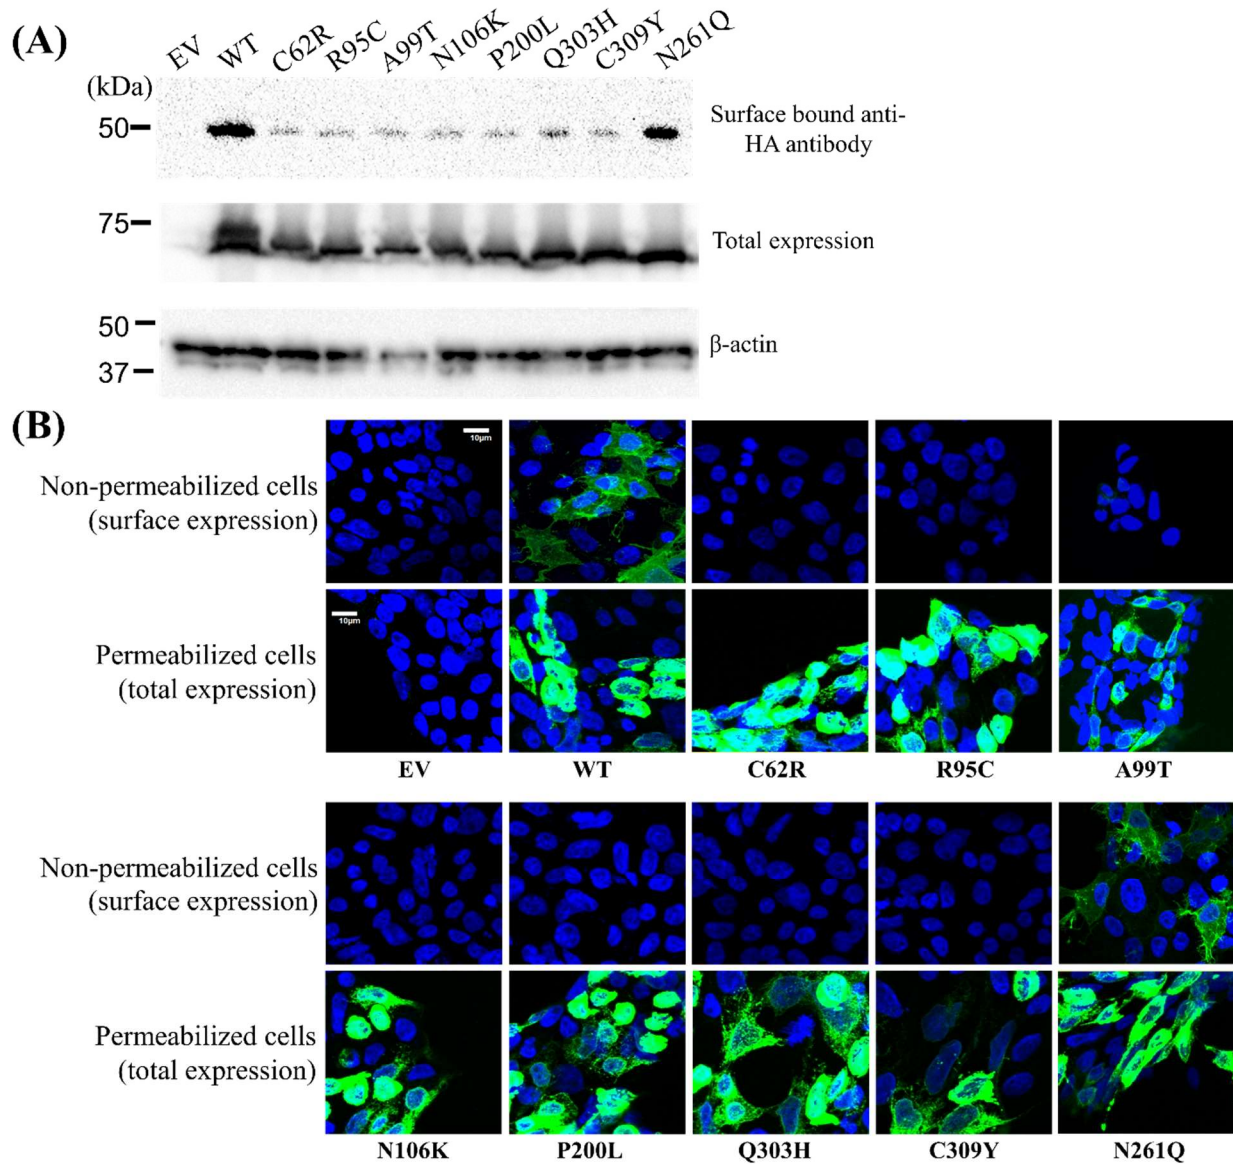 (A)
EV WT C62R R95C A99T N106K P200L Q303H C309Y N261Q
(kDa)
50
Surface bound anti-
HA antibody
75
Total expression
50
37
β-actin
(B)
Non-permeabilized cells
(surface expression)
10μm
Permeabilized cells
(total expression)
10μm
EV WT C62R R95C A99T
Non-permeabilized cells
(surface expression)
Permeabilized cells
(total expression)
N106K P200L Q303H C309Y N261Q